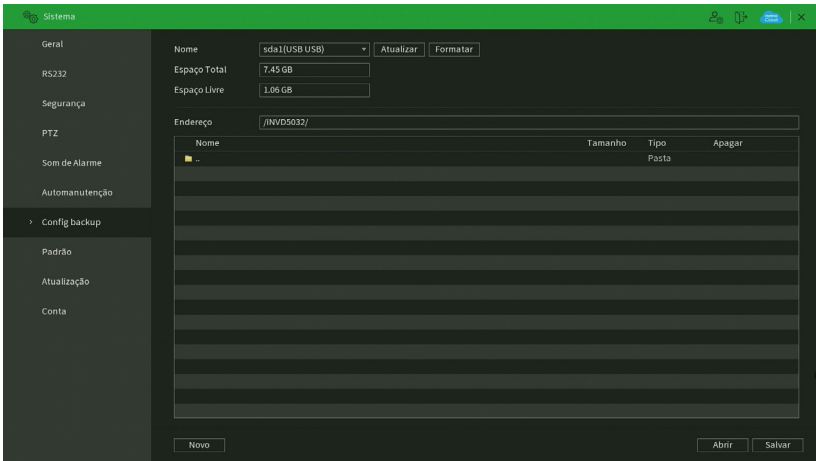 Sistema
Geral
RS232
Segurança
PTZ
Som de Alarme
Automanutenção
Config backup
Padrão
Atualização
Conta
Nome sda1(USB USB) Atualizar Formatar
Espaço Total 7.45 GB
Espaço Livre 1.06 GB
Endereço /iNVD5032/
Nome Tamanho Tipo Apagar
.. Pasta
Novo Abrir Salvar